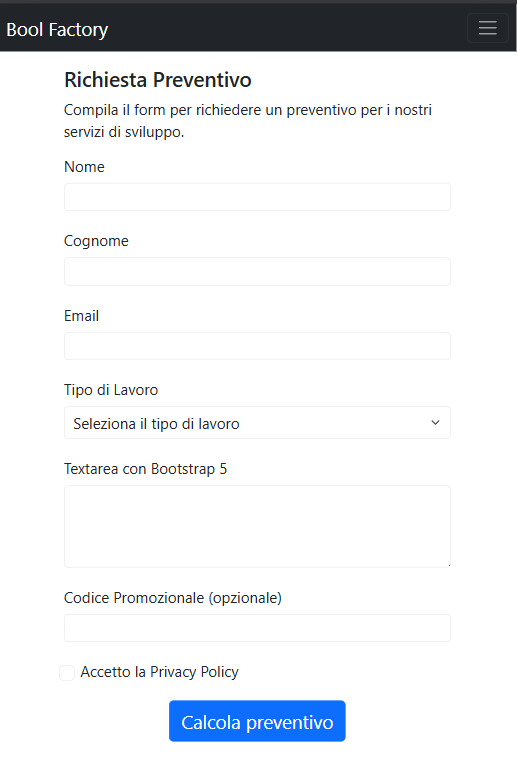 Bool Factory
Richiesta Preventivo
Compila il form per richiedere un preventivo per i nostri
servizi di sviluppo.
Nome
Cognome
Email
Tipo di Lavoro
Seleziona il tipo di lavoro
Textarea con Bootstrap 5
Codice Promozionale (opzionale)
Accetto la Privacy Policy
Calcola preventivo